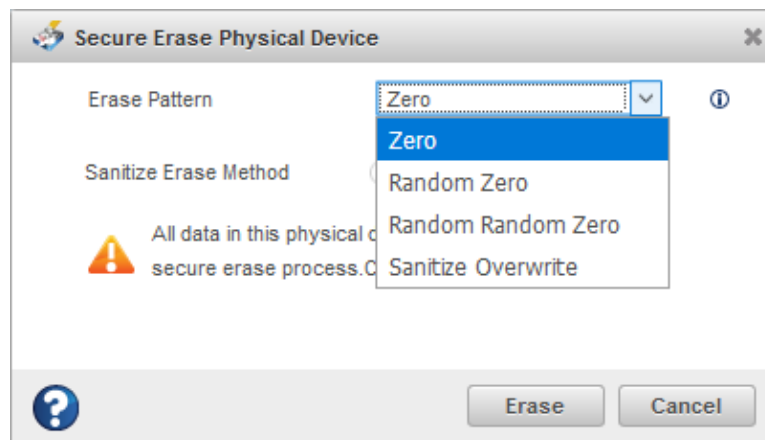 Secure Erase Physical Device
Erase Pattern
Zero
Zero
Random Zero
Sanitize Erase Method
Random Random Zero
All data in this physical
secure erase process.
Sanitize Overwrite
Erase
Cancel